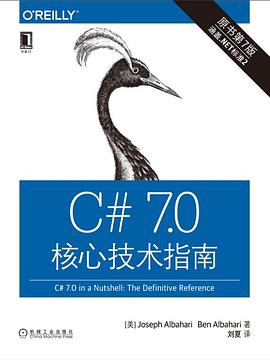 O'REILLY®
原书第7版
涵盖.NET标准2
C# 7.0
核心技术指南
C# 7.0 in a Nutshell: The Definitive Reference
[美] Joseph Albahari Ben Albahari 著
刘夏 译
机械工业出版社
China Machine Press